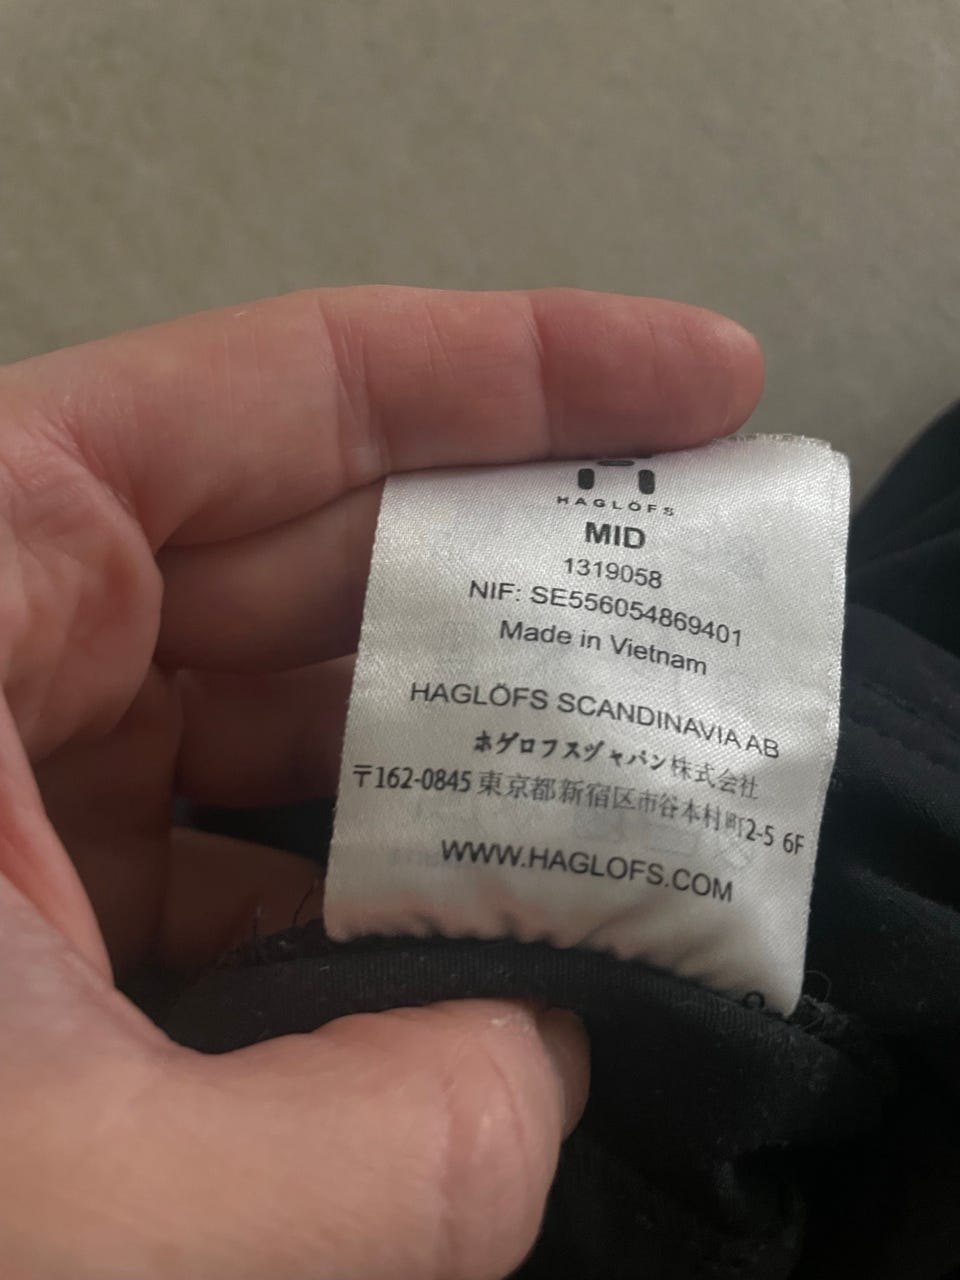 HAGLÖFS
MID
1319058
NIF: SE556054869401
Made in Vietnam
HAGLÖFS SCANDINAVIA AB
ホグロフスジャパン株式会社
〒162-0845 東京都新宿区市谷本村町2-5 6F
WWW.HAGLOFS.COM